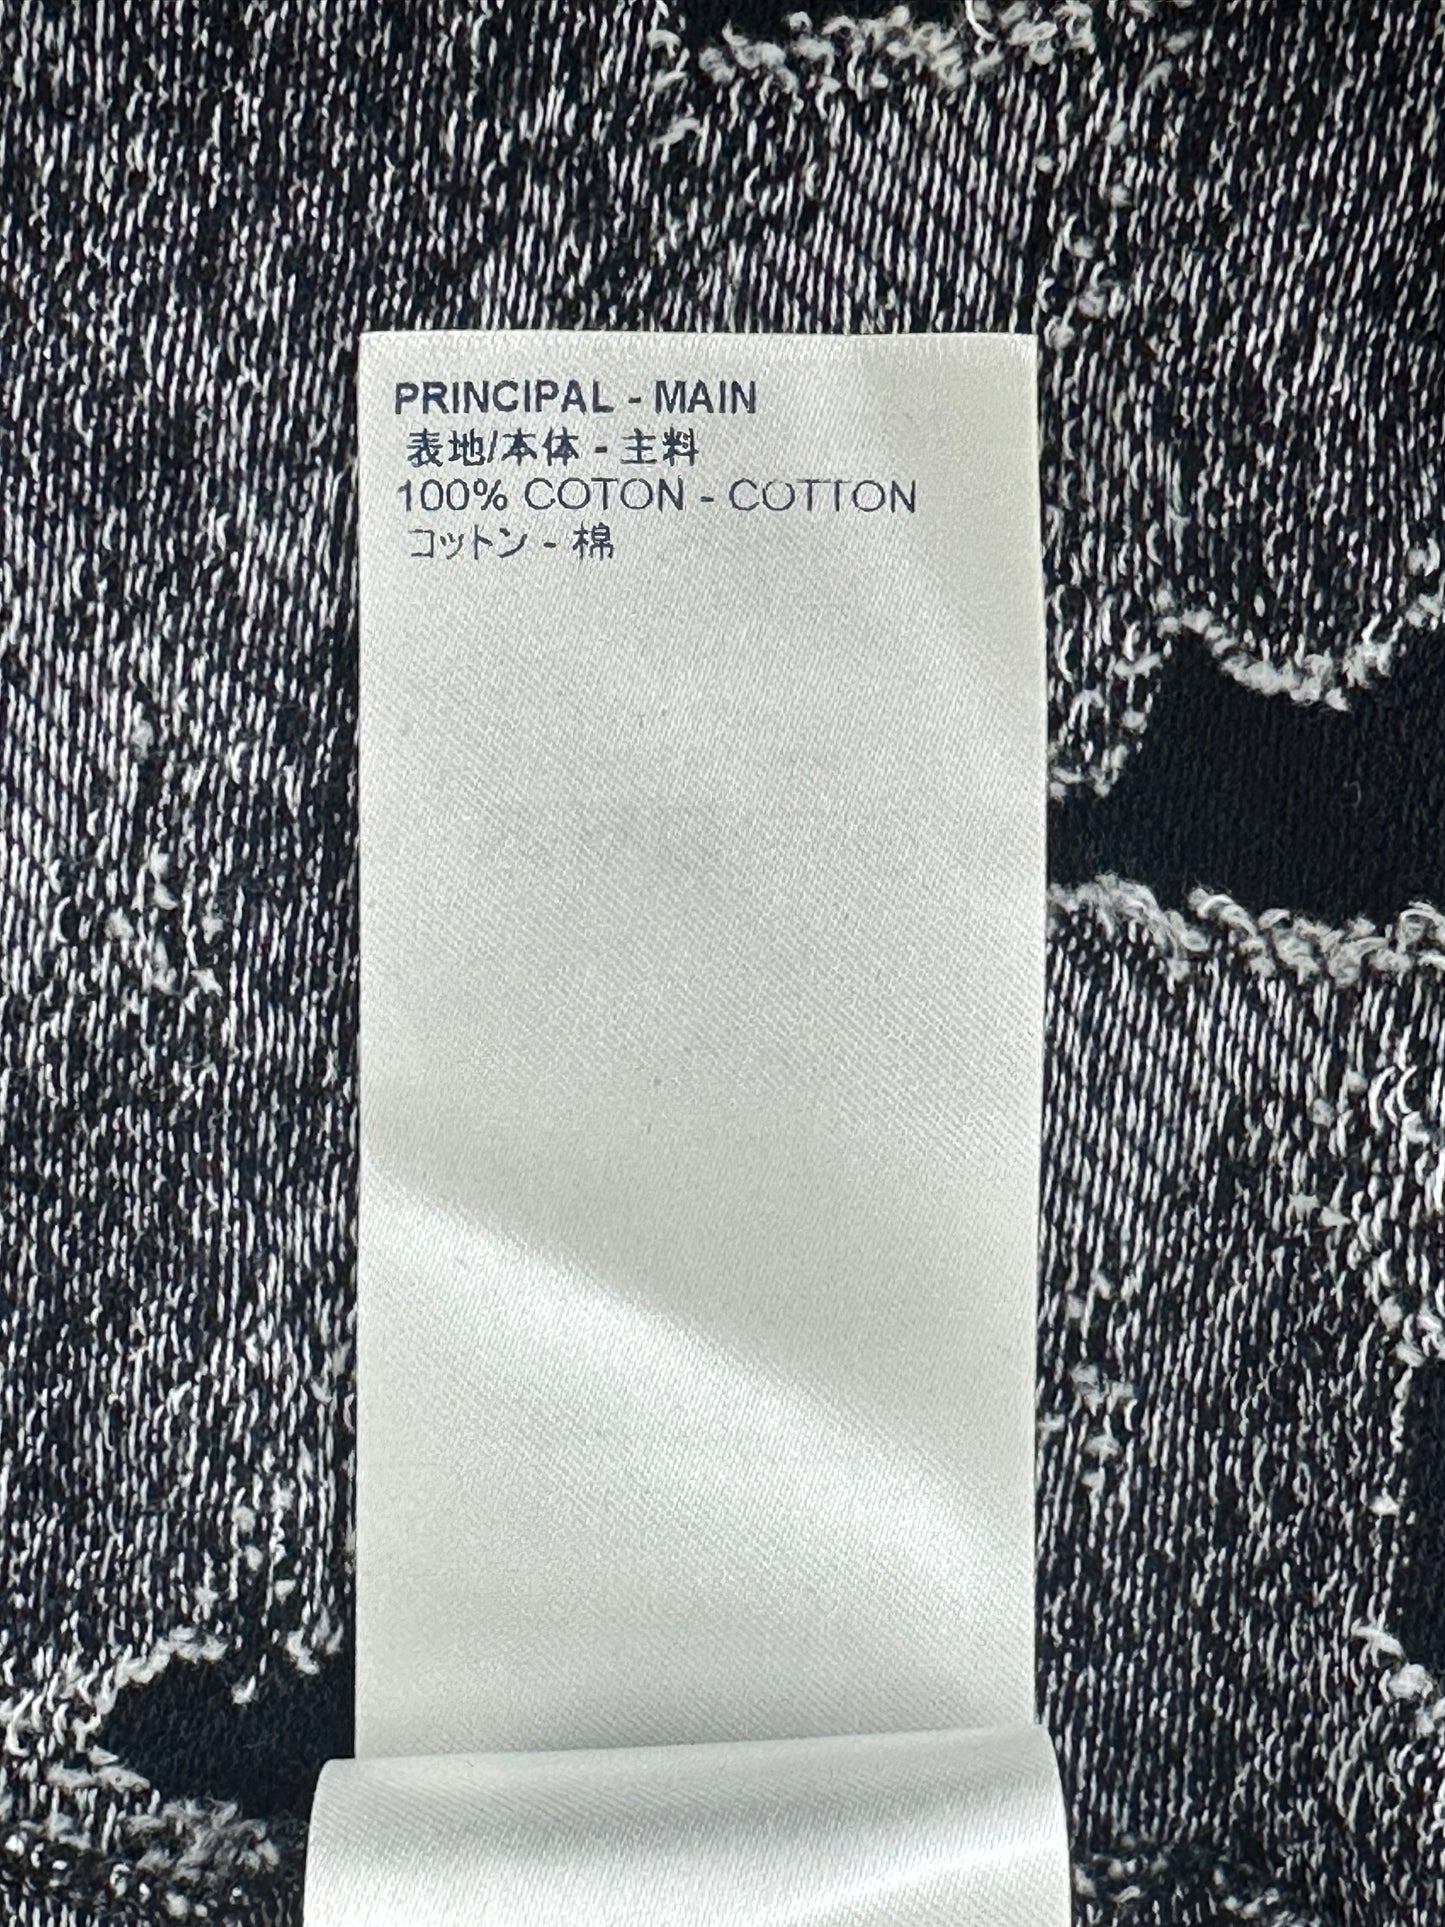 PRINCIPAL - MAIN
表地/本体 - 主料
100% COTON - COTTON
コットン - 棉